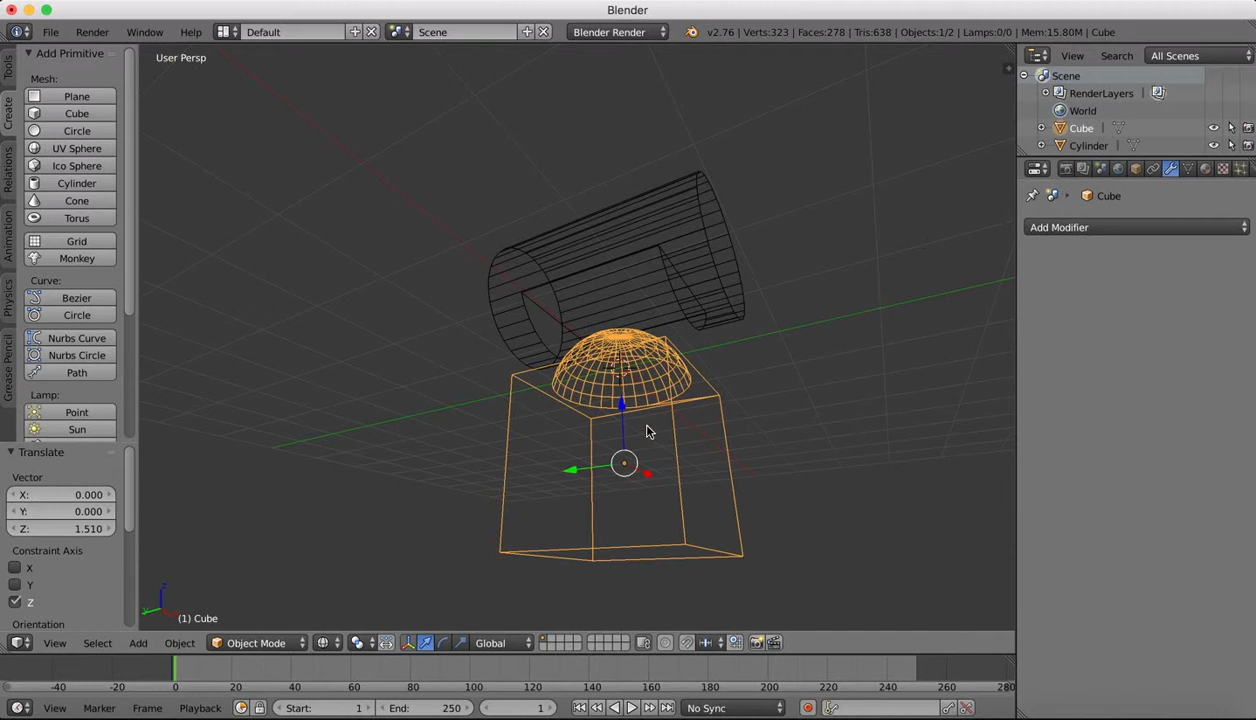 Blender
File Render Window Help Default Scene Blender Render v2.76 | Verts:323 | Faces:278 | Tris:638 | Objects:1/2 | Lamps:0/0 | Mem:15.80M | Cube
Add Primitive
Mesh:
Plane
Cube
Circle
UV Sphere
Ico Sphere
Cylinder
Cone
Torus
Grid
Monkey
Curve:
Bezier
Circle
Nurbs Curve
Nurbs Circle
Path
Lamp:
Point
Sun
Tools
Create
Relations
Animation
Physics
Grease Pencil
Translate
Vector
X: 0.000
Y: 0.000
Z: 1.510
Constraint Axis
X
Y
Z
Orientation
User Persp
z
y
(1) Cube
View Select Add Object Object Mode Global
-40 -20 0 20 40 60 80 100 120 140 160 180 200 220 240 260 280
View Marker Frame Playback Start: 1 End: 250 1 No Sync
View Search All Scenes
Scene
RenderLayers
World
Cube
Cylinder
Cube
Add Modifier